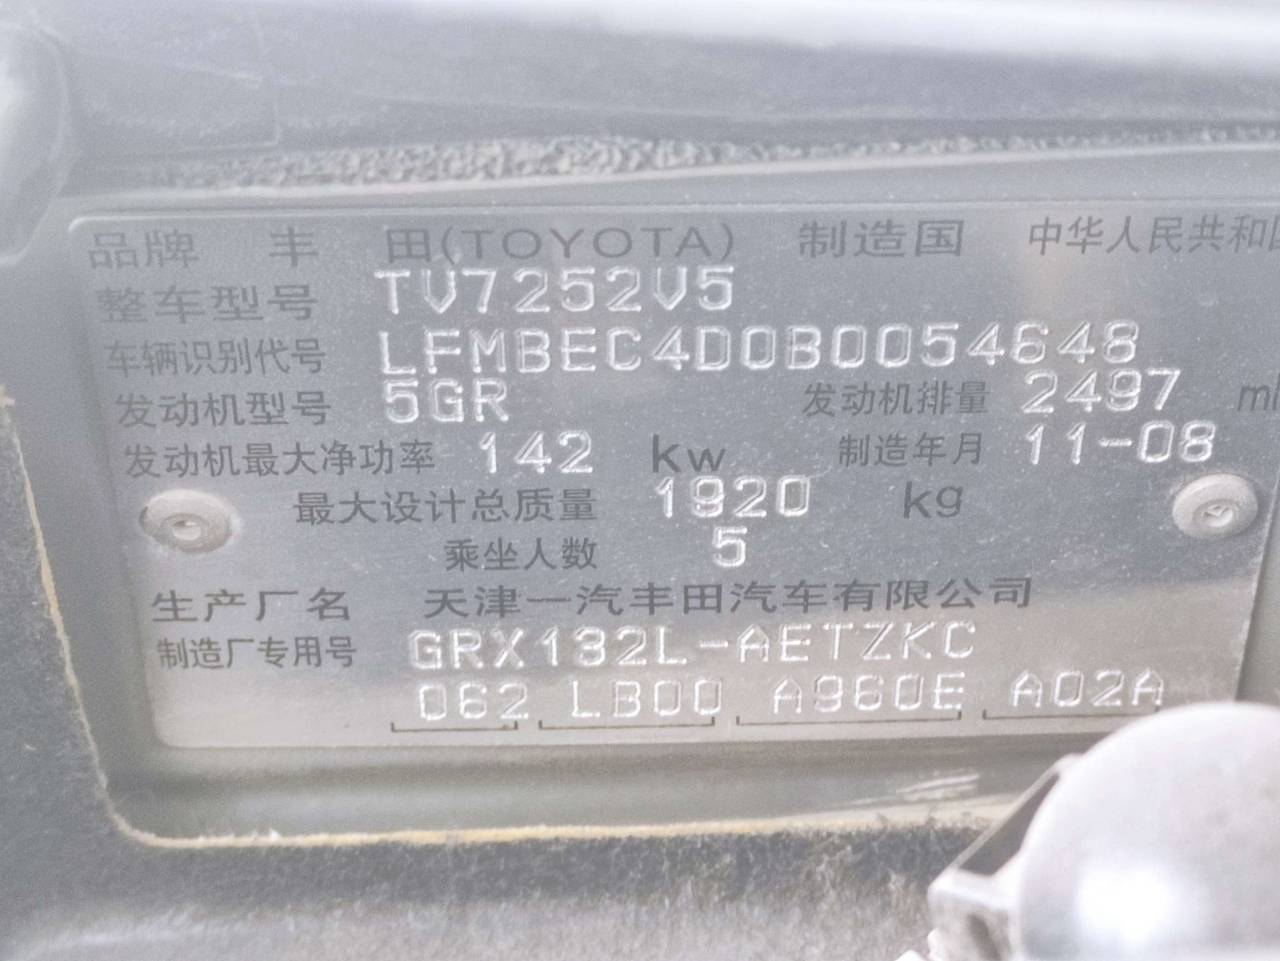 品牌 丰 田(TOYOTA) 制造国 中华人民共和
整车型号 TV7252V5
车辆识别代号 LFMBEC4D0B0054648
发动机型号 5GR 发动机排量 2497 ml
发动机最大净功率 142 kw 制造年月 11-08
最大设计总质量 1920 kg
乘坐人数 5
生产厂名 天津一汽丰田汽车有限公司
制造厂专用号 GRX132L-AETZKC
062 LB00 A960E A02A